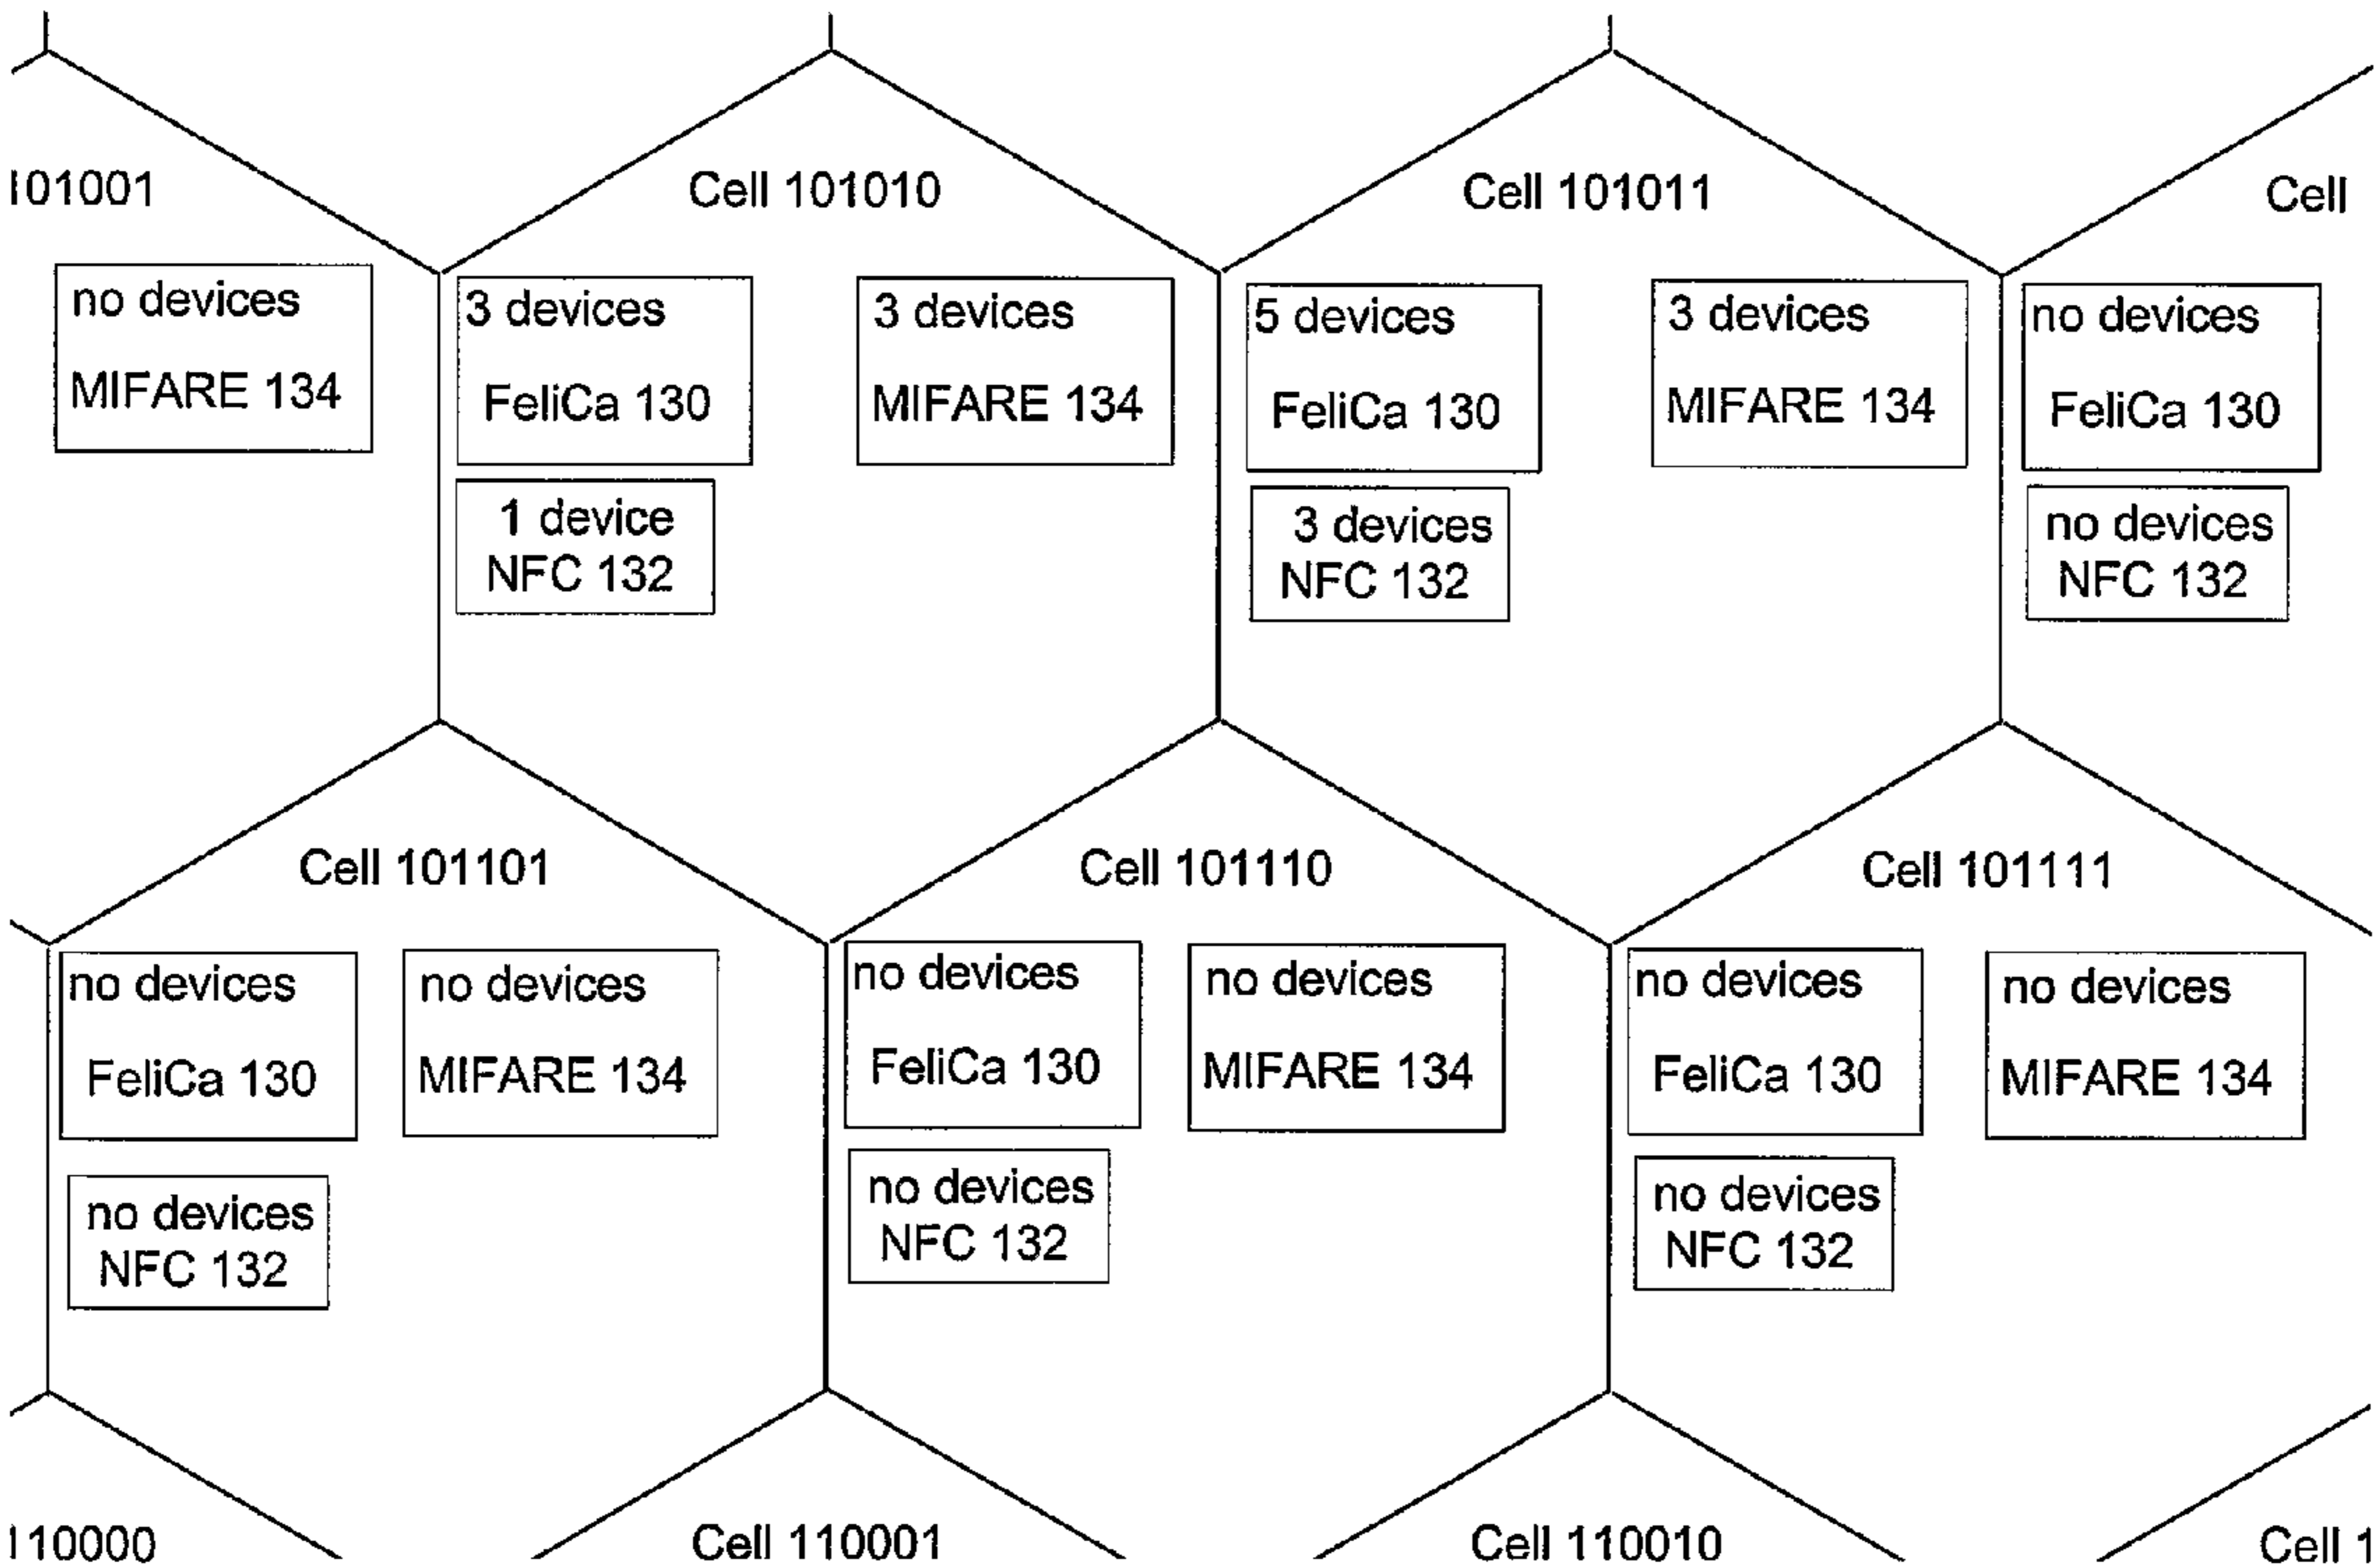 101001
Cell 101010
Cell 101011
Cell
no devices
MIFARE 134
3 devices
FeliCa 130
1 device
NFC 132
3 devices
MIFARE 134
5 devices
FeliCa 130
3 devices
NFC 132
3 devices
MIFARE 134
no devices
FeliCa 130
no devices
NFC 132
Cell 101101
Cell 101110
Cell 101111
no devices
FeliCa 130
no devices
NFC 132
no devices
MIFARE 134
no devices
FeliCa 130
no devices
NFC 132
no devices
MIFARE 134
no devices
FeliCa 130
no devices
NFC 132
no devices
MIFARE 134
110000
Cell 110001
Cell 110010
Cell 1